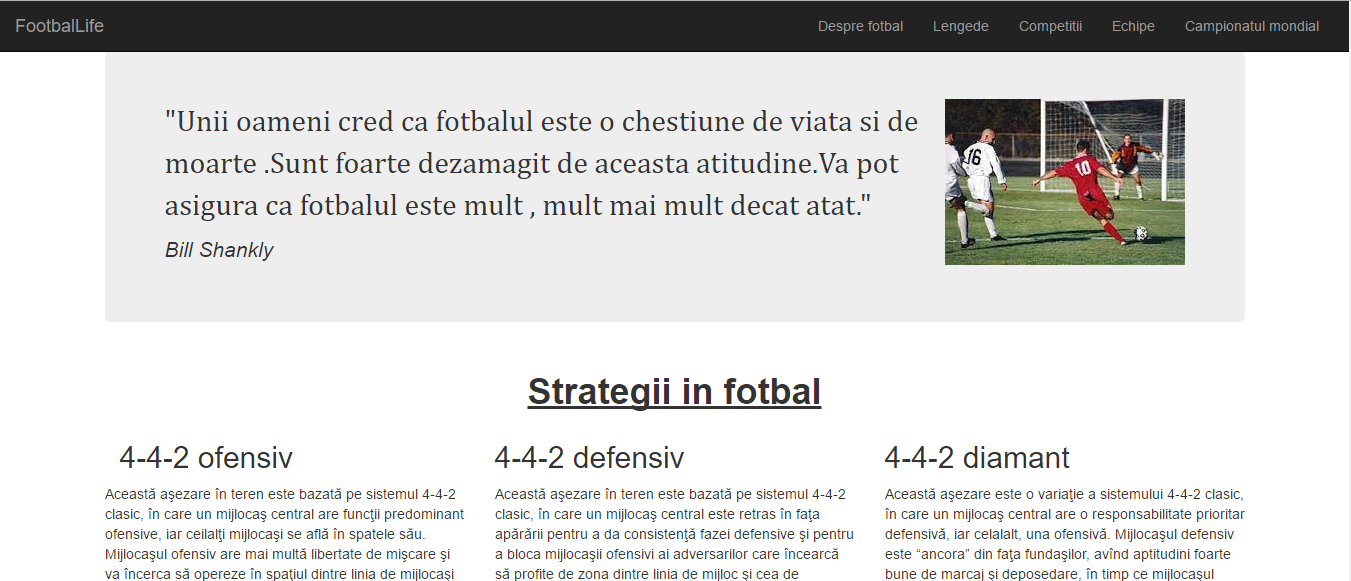 FootballLife
Despre fotbal
Lengede
Competitii
Echipe
Campionatul mondial
"Unii oameni cred ca fotbalul este o chestiune de viata si de
moarte .Sunt foarte dezamagit de aceasta atitudine.Va pot
asigura ca fotbalul este mult , mult mai mult decat atat."
Bill Shankly
16
10
Strategii in fotbal
4-4-2 ofensiv
Această aşezare în teren este bazată pe sistemul 4-4-2
clasic, în care un mijlocaş central are funcţii predominant
ofensive, iar ceilalţi mijlocaşi se află în spatele său.
Mijlocaşul ofensiv are mai multă libertate de mişcare şi
va încerca să opereze în spaţiul dintre linia de mijlocaşi
4-4-2 defensiv
Această aşezare în teren este bazată pe sistemul 4-4-2
clasic, în care un mijlocaş central este retras în faţa
apărării pentru a da consistenţă fazei defensive şi pentru
a bloca mijlocaşii ofensivi ai adversarilor care încearcă
să profite de zona dintre linia de mijloc şi cea de
4-4-2 diamant
Această aşezare este o variaţie a sistemului 4-4-2 clasic,
în care un mijlocaş central are o responsabilitate prioritar
defensivă, iar celalalt, una ofensivă. Mijlocaşul defensiv
este “ancora” din faţa fundaşilor, avînd aptitudini foarte
bune de marcaj şi deposedare, în timp ce mijlocaşul